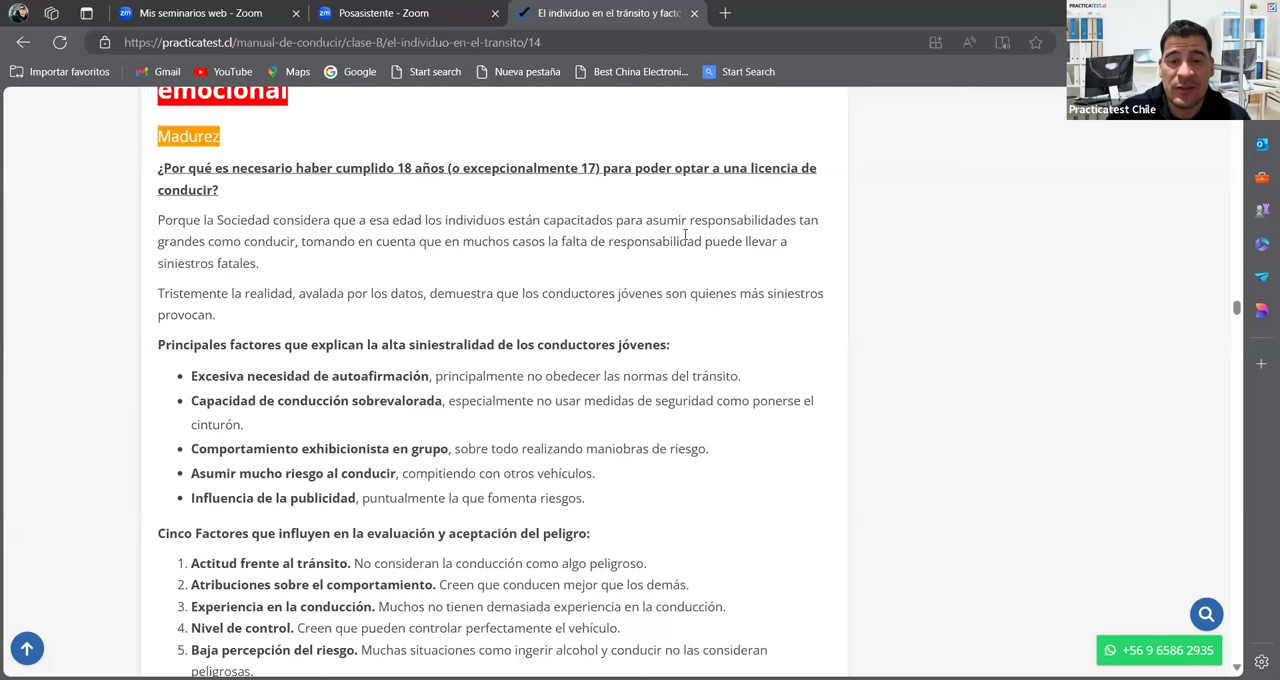 Mis seminarios web - Zoom
Posasistente - Zoom
El individuo en el tránsito y facto
https://practicatest.cl/manual-de-conducir/clase-B/el-individuo-en-el-transito/14
Importar favoritos
Gmail
YouTube
Maps
Google
Start search
Nueva pestaña
Best China Electroni...
Start Search
PRACTICATEST.cl
Practicatest Chile
emocional
Madurez
¿Por qué es necesario haber cumplido 18 años (o excepcionalmente 17) para poder optar a una licencia de
conducir?
Porque la Sociedad considera que a esa edad los individuos están capacitados para asumir responsabilidades tan
grandes como conducir, tomando en cuenta que en muchos casos la falta de responsabilidad puede llevar a
siniestros fatales.
Tristemente la realidad, avalada por los datos, demuestra que los conductores jóvenes son quienes más siniestros
provocan.
Principales factores que explican la alta siniestralidad de los conductores jóvenes:
• Excesiva necesidad de autoafirmación, principalmente no obedecer las normas del tránsito.
• Capacidad de conducción sobrevalorada, especialmente no usar medidas de seguridad como ponerse el
cinturón.
• Comportamiento exhibicionista en grupo, sobre todo realizando maniobras de riesgo.
• Asumir mucho riesgo al conducir, compitiendo con otros vehículos.
• Influencia de la publicidad, puntualmente la que fomenta riesgos.
Cinco Factores que influyen en la evaluación y aceptación del peligro:
1. Actitud frente al tránsito. No consideran la conducción como algo peligroso.
2. Atribuciones sobre el comportamiento. Creen que conducen mejor que los demás.
3. Experiencia en la conducción. Muchos no tienen demasiada experiencia en la conducción.
4. Nivel de control. Creen que pueden controlar perfectamente el vehículo.
5. Baja percepción del riesgo. Muchas situaciones como ingerir alcohol y conducir no las consideran
peligrosas.
+56 9 6586 2935